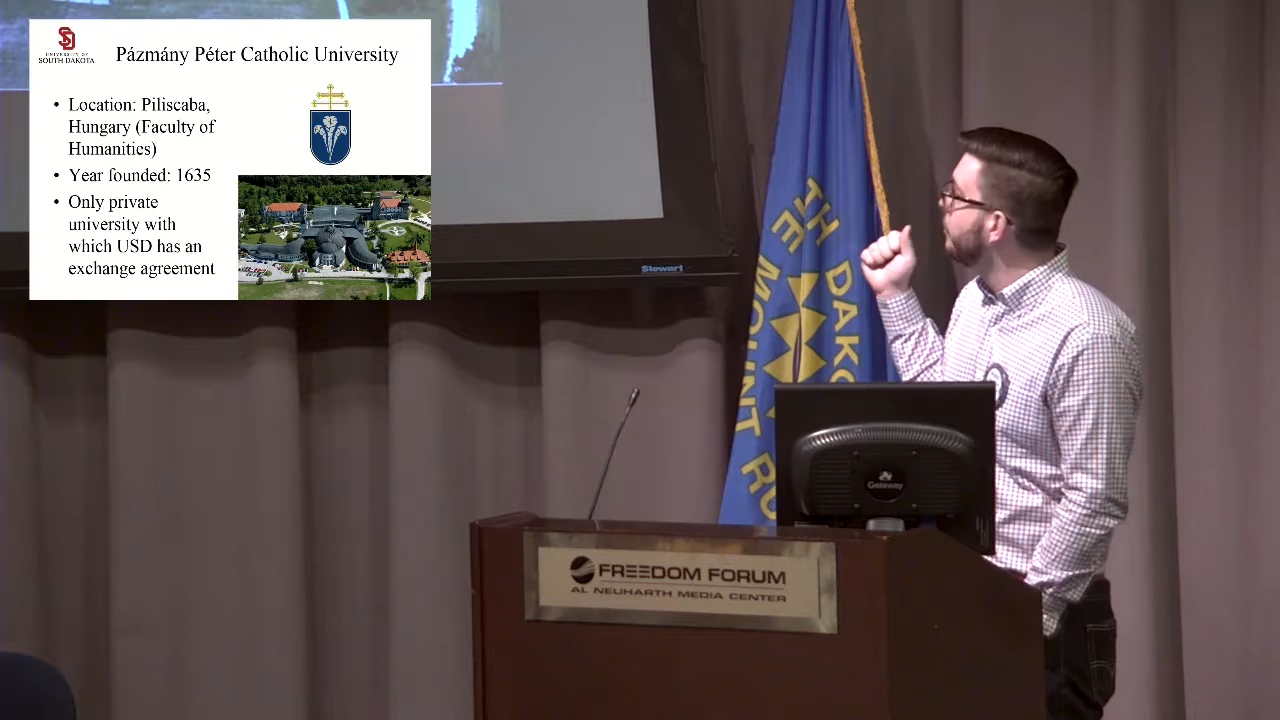 UNIVERSITY OF
SOUTH DAKOTA
Pázmány Péter Catholic University
• Location: Piliscaba,
Hungary (Faculty of
Humanities)
• Year founded: 1635
• Only private
university with
which USD has an
exchange agreement
Stewart
TH DAKO
THE MOUNT RU
Gateway
FREEDOM FORUM
AL NEUHARTH MEDIA CENTER